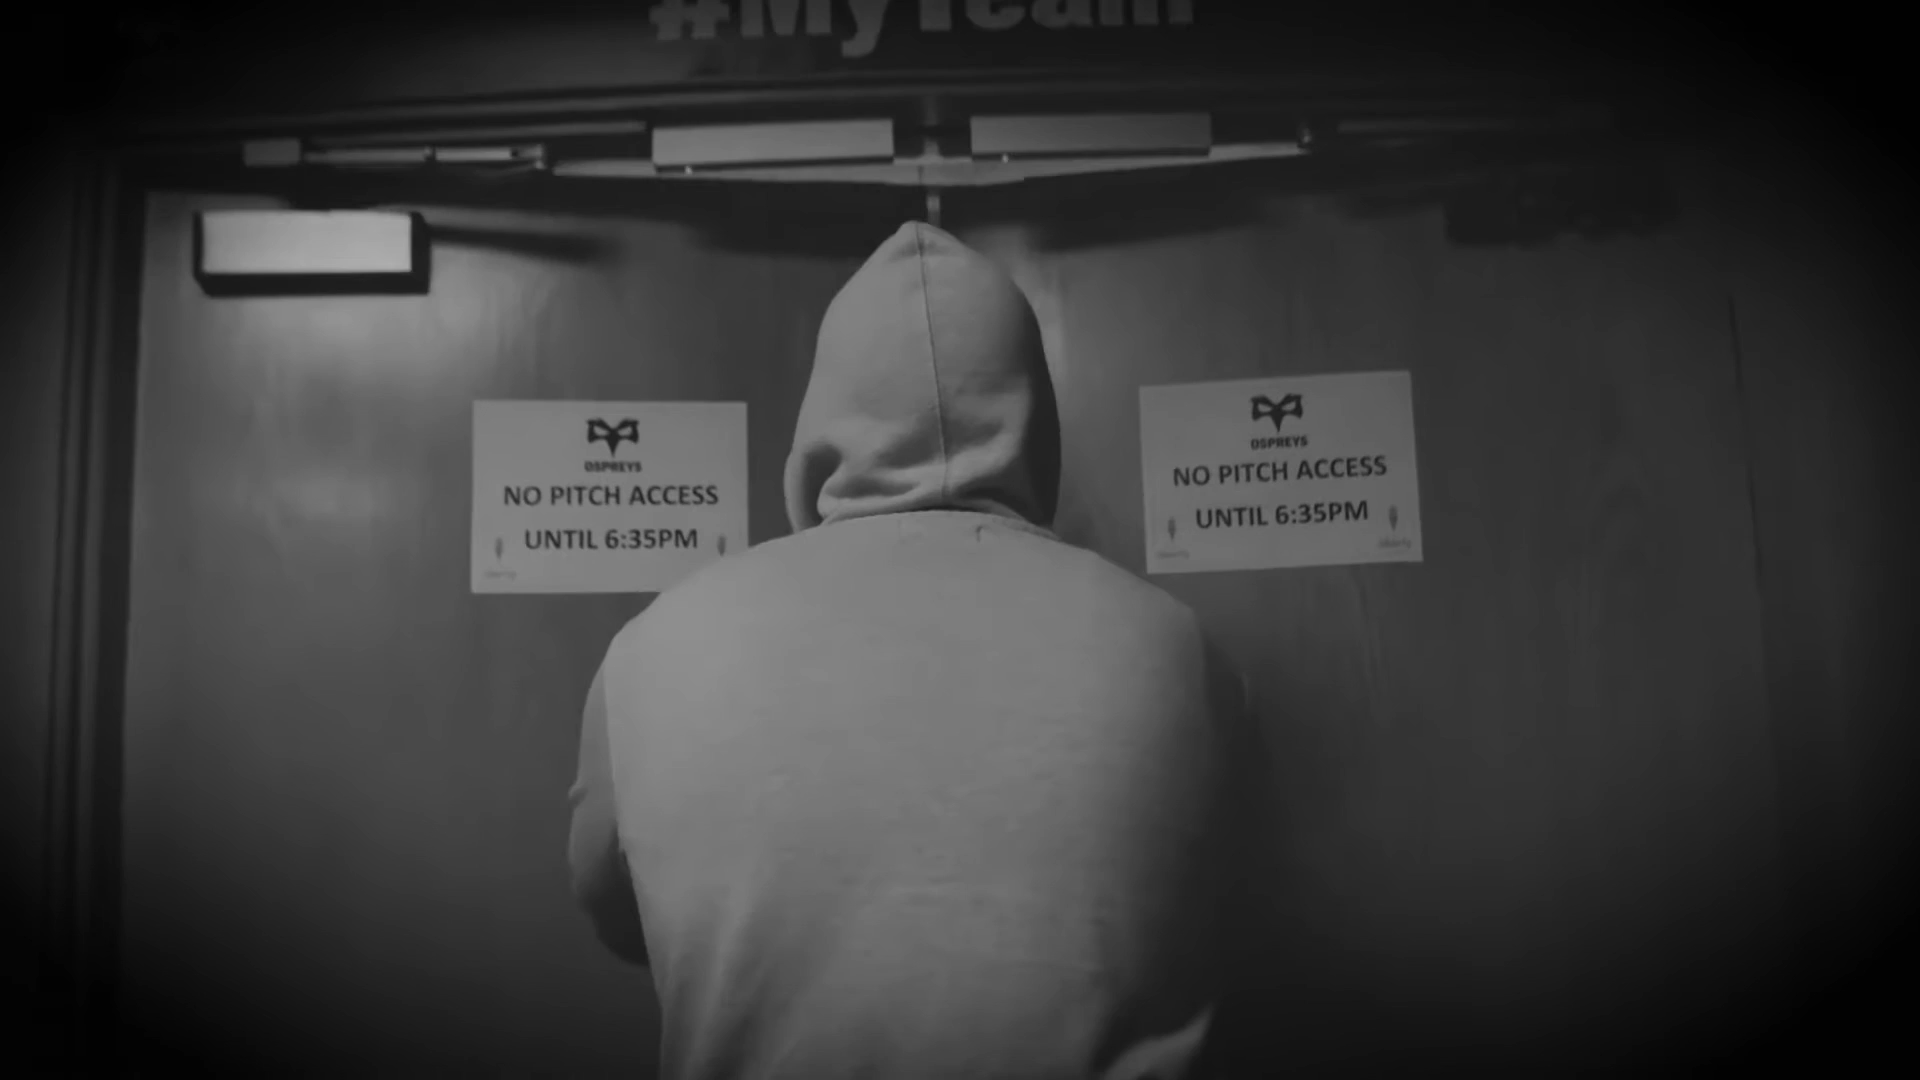 #MyTeam
OSPREYS
NO PITCH ACCESS
UNTIL 6:35PM
OSPREYS
NO PITCH ACCESS
UNTIL 6:35PM